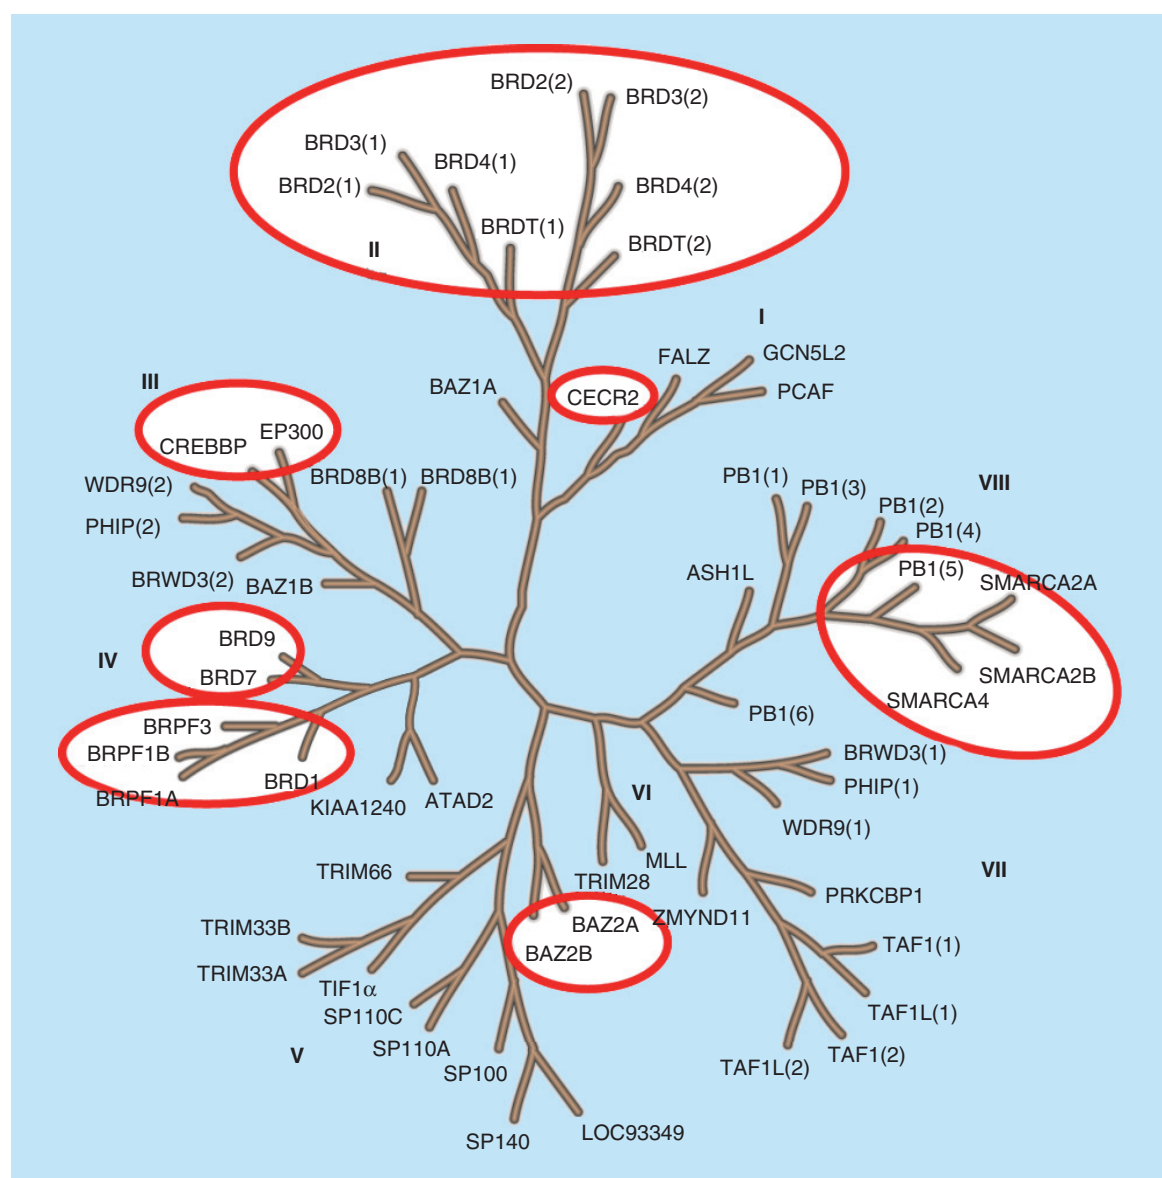 BRD2(2)
BRD3(2)
BRD3(1)
BRD4(1)
BRD2(1)
BRD4(2)
BRDT(1)
BRDT(2)
II
I
FALZ
GCN5L2
III
BAZ1A
CECR2
PCAF
EP300
CREBBP
WDR9(2)
BRD8B(1)
BRD8B(1)
PB1(1)
PB1(3)
VIII
PB1(2)
PHIP(2)
PB1(4)
ASH1L
PB1(5)
SMARCA2A
BRWD3(2)
BAZ1B
BRD9
IV
BRD7
SMARCA2B
SMARCA4
PB1(6)
BRPF3
BRPF1B
BRWD3(1)
BRD1
PHIP(1)
BRPF1A
KIAA1240
ATAD2
VI
WDR9(1)
MLL
VII
TRIM66
TRIM28
PRKCBP1
ZMYND11
TRIM33B
BAZ2A
TAF1(1)
BAZ2B
TRIM33A
TIF1α
TAF1L(1)
SP110C
SP110A
V
TAF1(2)
TAF1L(2)
SP100
SP140
LOC93349